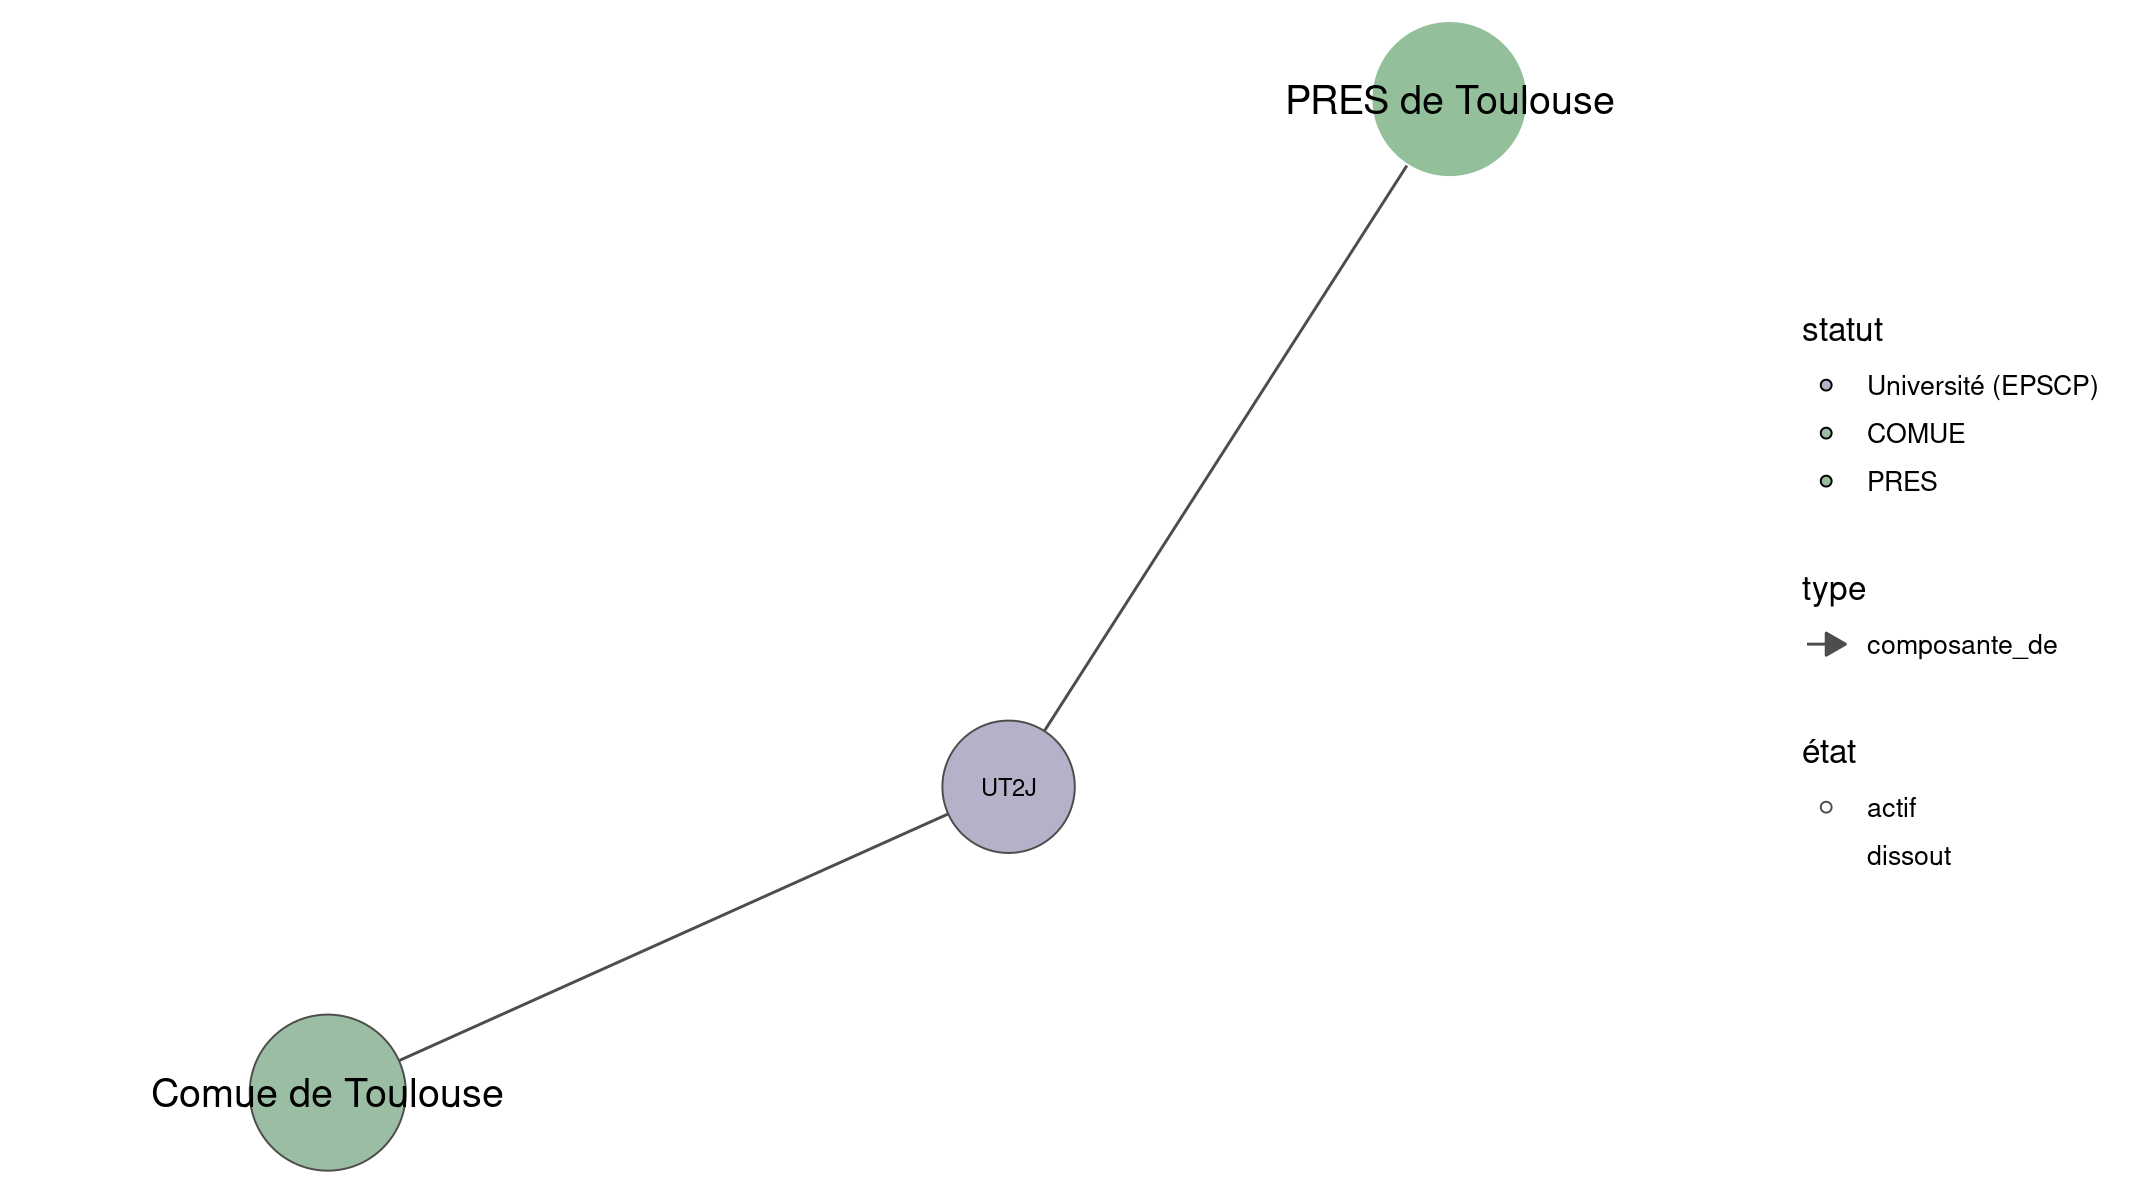 PRES de Toulouse
UT2J
Comue de Toulouse
statut
Université (EPSCP)
COMUE
PRES
type
composante_de
état
actif
dissout